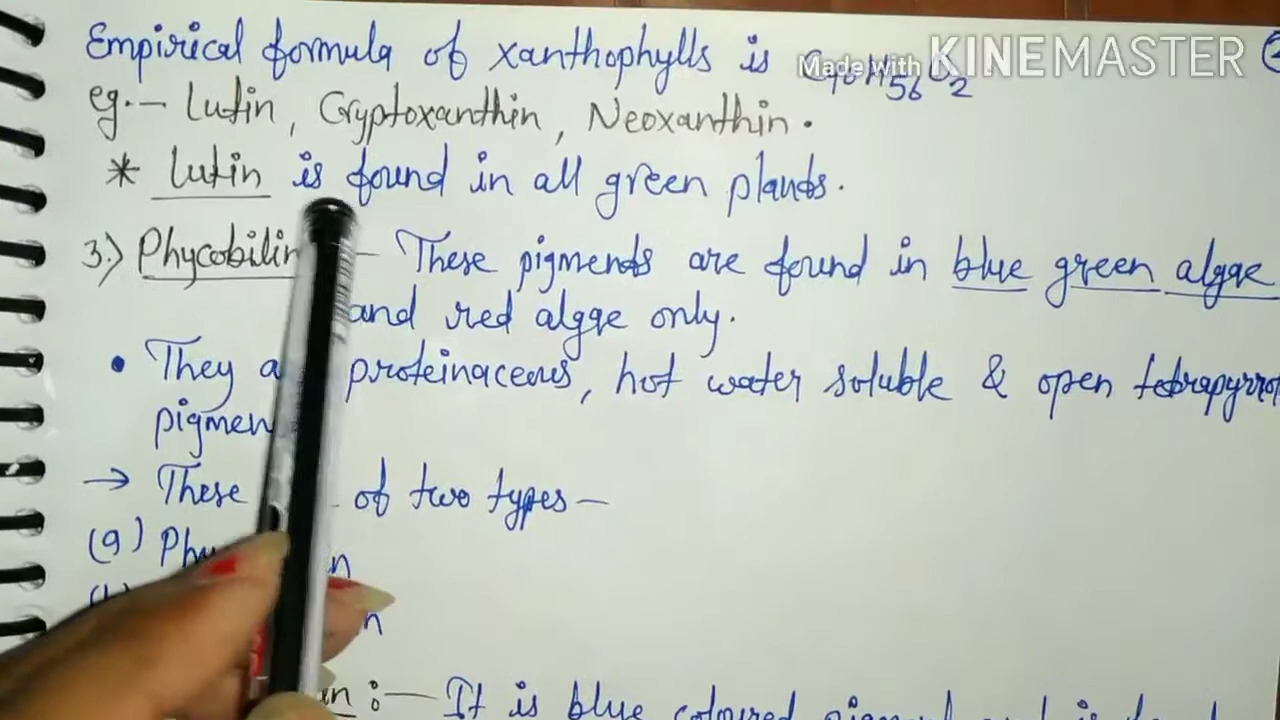 Empirical formula of xanthophylls is C40H56O2
Made with KINEMASTER
eg.- Lutin, Cryptoxanthin, Neoxanthin.
* Lutin is found in all green plants.
3.) Phycobilin - These pigments are found in blue green algae
and red algae only.
• They proteinaceous, hot water soluble & open
→ These of two types -
(a)
: - It is blue coloured